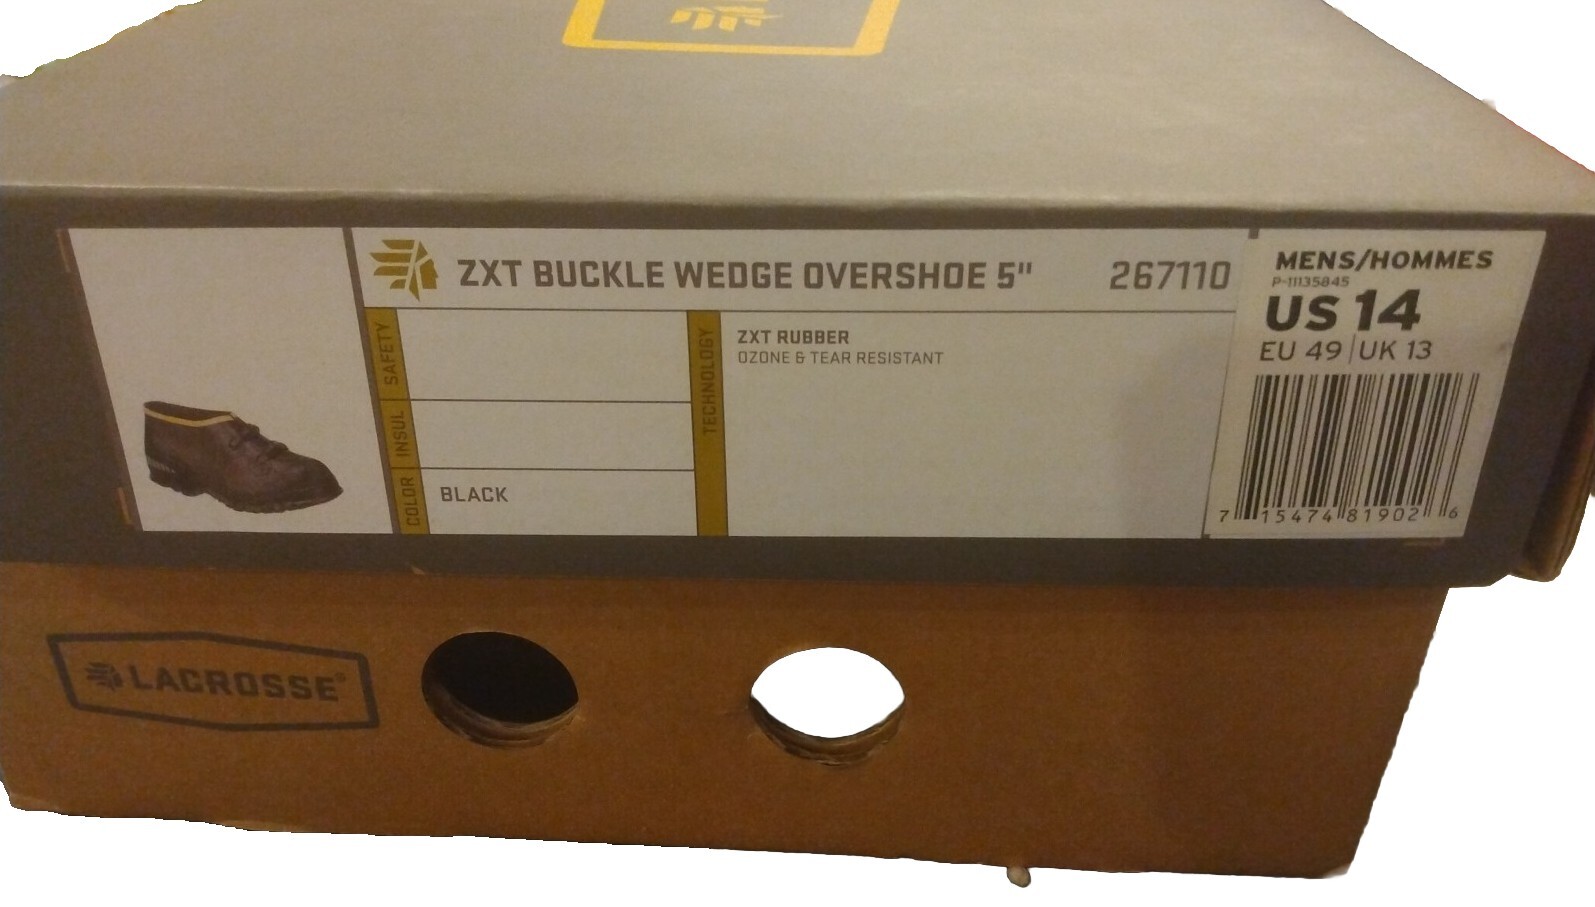 ZXT BUCKLE WEDGE OVERSHOE 5" 267110
SAFETY
INSUL
COLOR
BLACK
TECHNOLOGY
ZXT RUBBER
OZONE & TEAR RESISTANT
MENS/HOMMES
P-11135845
US 14
EU 49 | UK 13
7 15474 81902 6
LACROSSE®